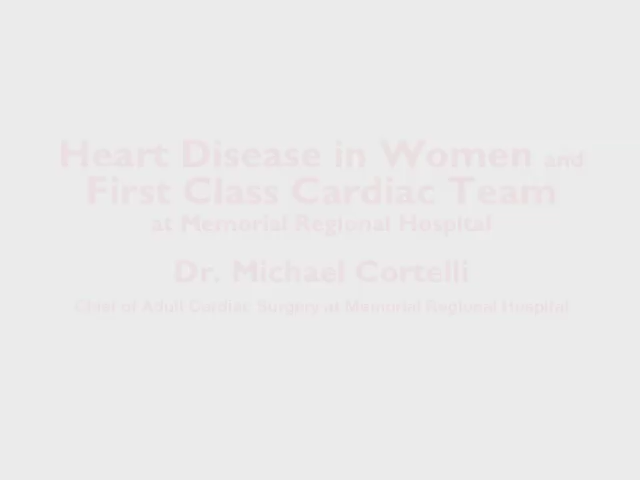 Heart Disease in Women and
First Class Cardiac Team
at Memorial Regional Hospital
Dr. Michael Cortelli
Chief of Adult Cardiac Surgery at Memorial Regional Hospital